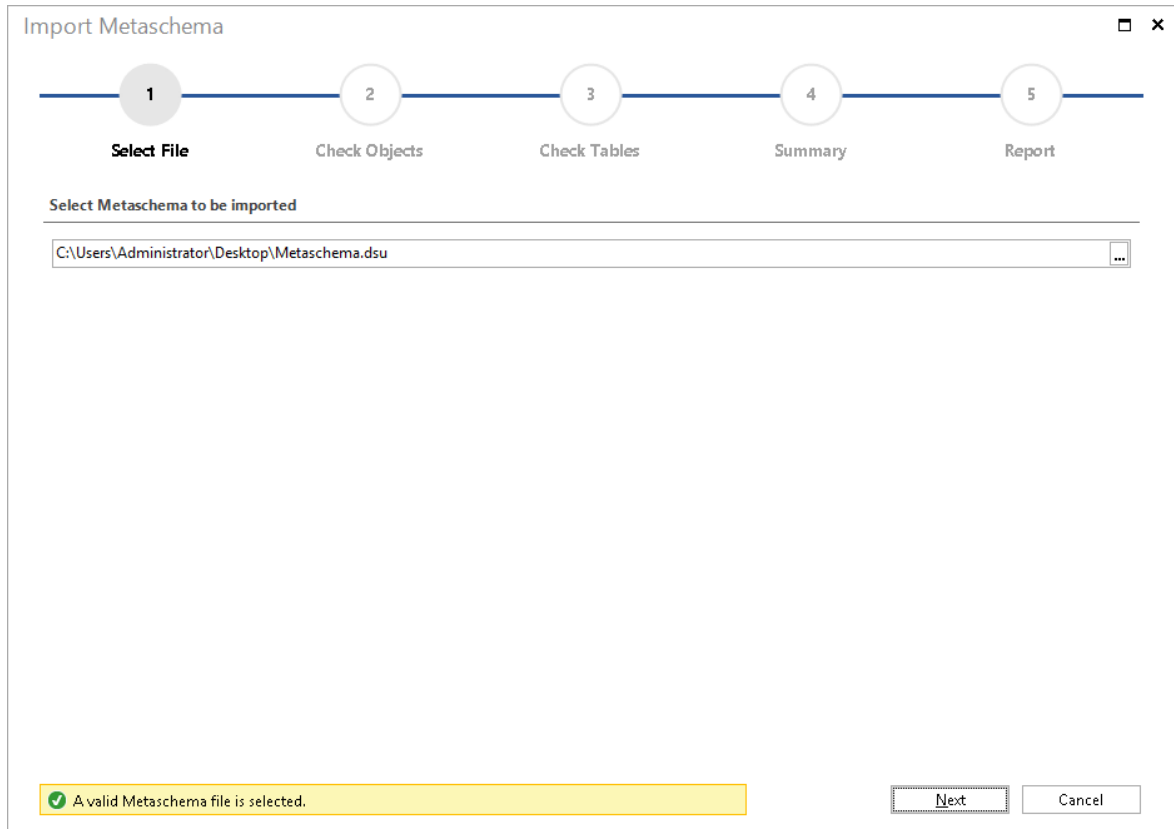 Import Metaschema
1 2 3 4 5
Select File Check Objects Check Tables Summary Report
Select Metaschema to be imported
C:\Users\Administrator\Desktop\Metaschema.dsu ...
A valid Metaschema file is selected. Next Cancel